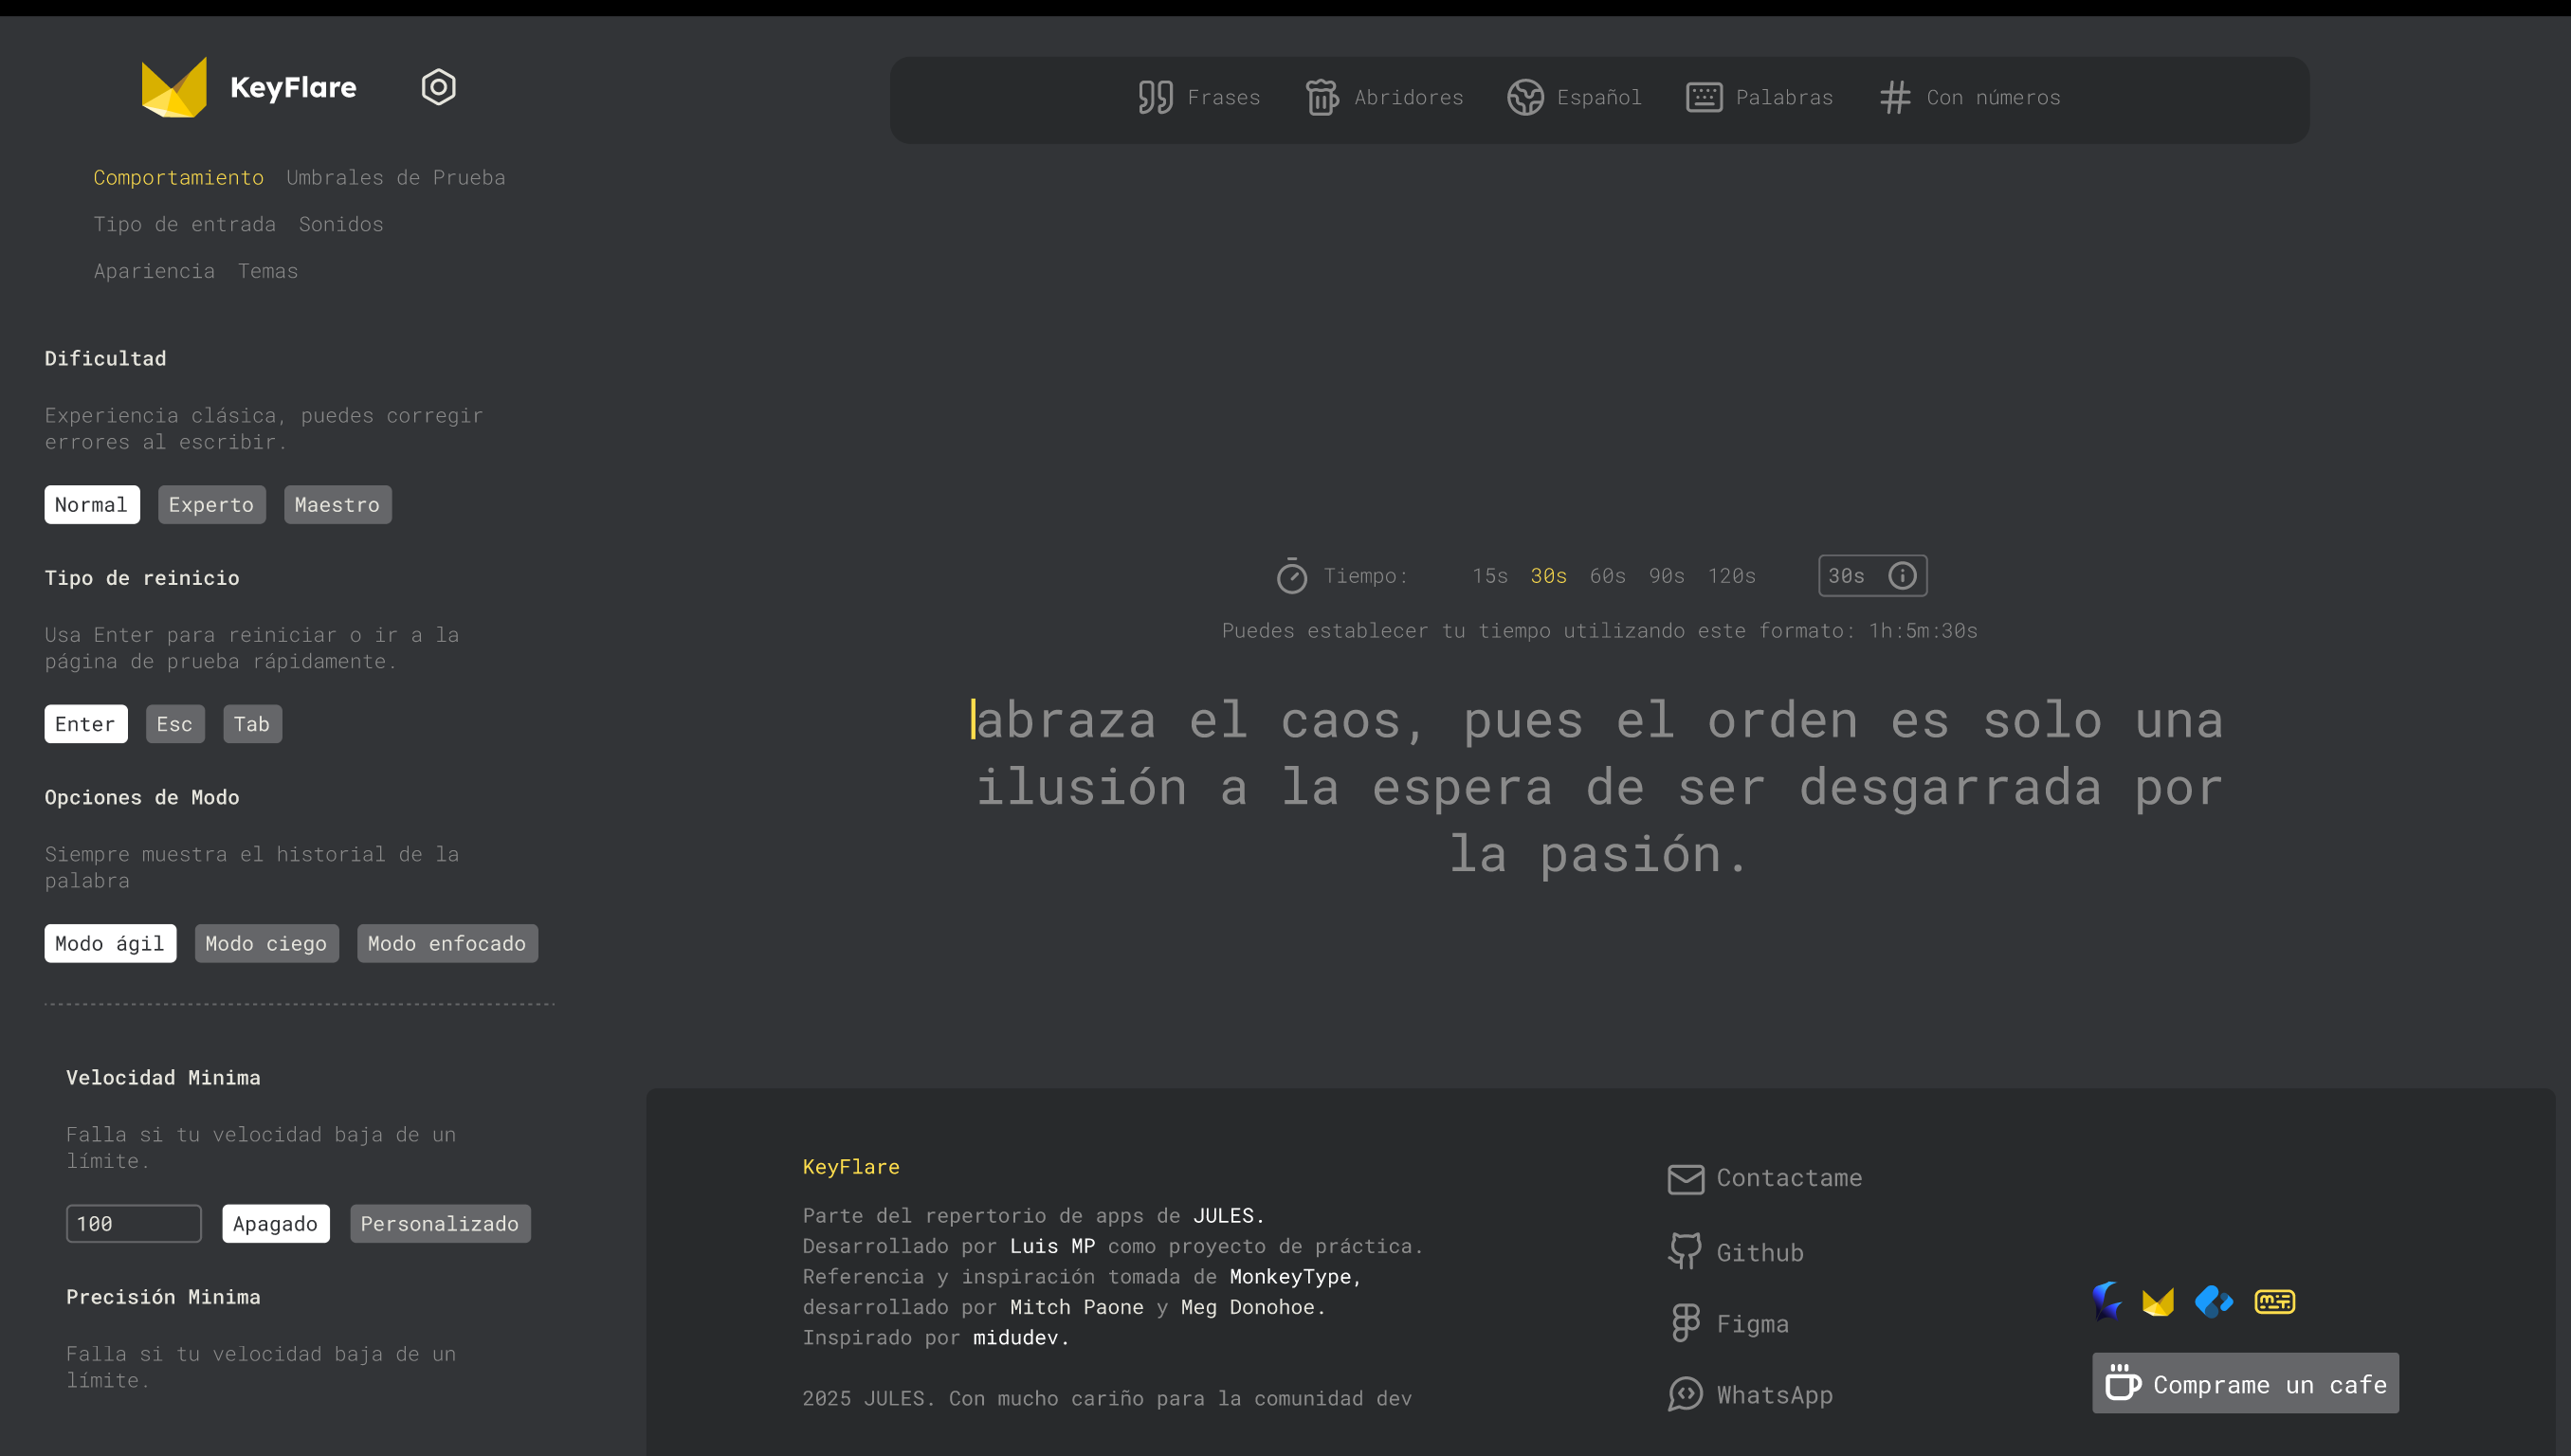 KeyFlare
Frases Abridores Español Palabras Con números
Comportamiento Umbrales de Prueba
Tipo de entrada Sonidos
Apariencia Temas
Dificultad
Experiencia clásica, puedes corregir
errores al escribir.
Normal Experto Maestro
Tipo de reinicio
Usa Enter para reiniciar o ir a la
página de prueba rápidamente.
Enter Esc Tab
Opciones de Modo
Siempre muestra el historial de la
palabra
Modo ágil Modo ciego Modo enfocado
Velocidad Minima
Falla si tu velocidad baja de un
límite.
100 Apagado Personalizado
Precisión Minima
Falla si tu velocidad baja de un
límite.
Tiempo: 15s 30s 60s 90s 120s 30s
Puedes establecer tu tiempo utilizando este formato: 1h:5m:30s
abraza el caos, pues el orden es solo una
ilusión a la espera de ser desgarrada por
la pasión.
KeyFlare
Parte del repertorio de apps de JULES.
Desarrollado por Luis MP como proyecto de práctica.
Referencia y inspiración tomada de MonkeyType,
desarrollado por Mitch Paone y Meg Donohoe.
Inspirado por midudev.
2025 JULES. Con mucho cariño para la comunidad dev
Contactame
Github
Figma
WhatsApp
Comprame un cafe